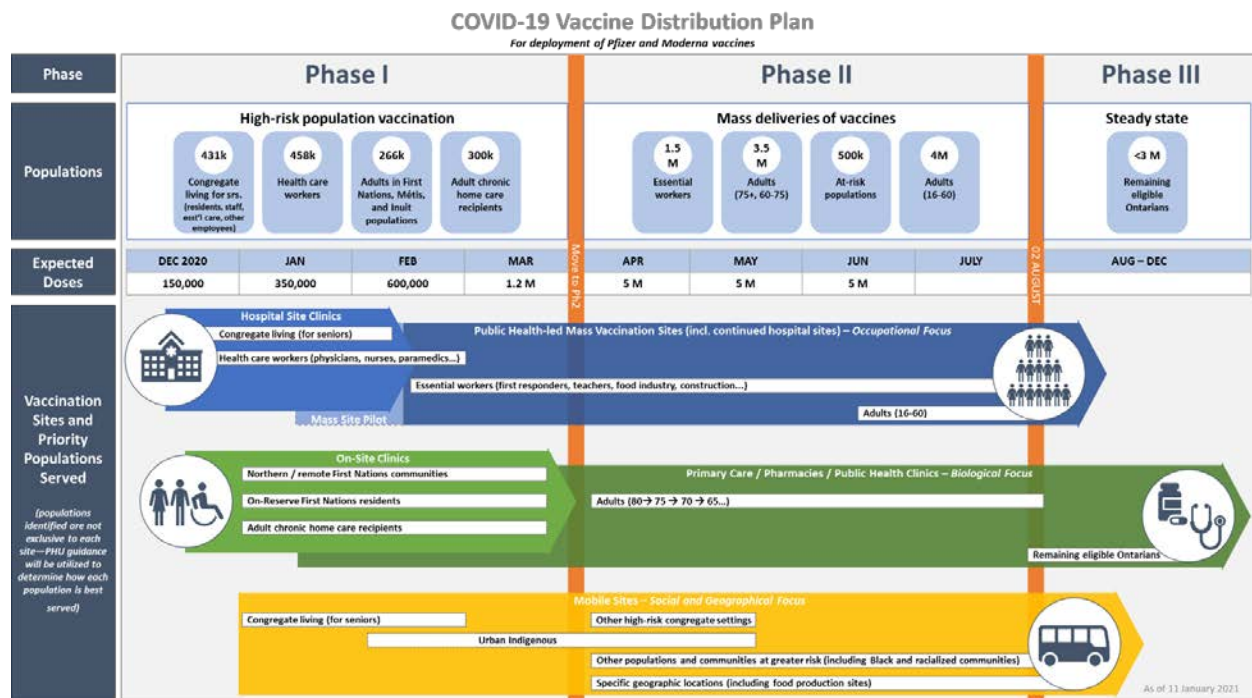 COVID-19 Vaccine Distribution Plan
For deployment of Pfizer and Moderna vaccines
Phase
Phase I
Phase II
Phase III
Populations
High-risk population vaccination
431k
Congregate
living for srs.
(residents, staff,
ess'l care, other
employees)
458k
Health care
workers
266k
Adults in First
Nations, Métis,
and Inuit
populations
300k
Adult chronic
home care
recipients
Mass deliveries of vaccines
1.5
M
Essential
workers
3.5
M
Adults
(75+, 60-75)
500k
At-risk
populations
4M
Adults
(16-60)
Steady state
<3 M
Remaining
eligible
Ontarians
Expected
Doses
DEC 2020
JAN
FEB
MAR
APR
MAY
JUN
JULY
AUG – DEC
150,000
350,000
600,000
1.2 M
5 M
5 M
5 M
Move to Ph2
02 AUGUST
Vaccination
Sites and
Priority
Populations
Served
(populations
identified are not
exclusive to each
site—PHU guidance
will be utilized to
determine how each
population is best
served)
Hospital Site Clinics
Congregate living (for seniors)
Health care workers (physicians, nurses, paramedics...)
Mass Site Pilot
Public Health-led Mass Vaccination Sites (incl. continued hospital sites) – Occupational Focus
Essential workers (first responders, teachers, food industry, construction...)
Adults (16-60)
On-Site Clinics
Northern / remote First Nations communities
On-Reserve First Nations residents
Adult chronic home care recipients
Primary Care / Pharmacies / Public Health Clinics – Biological Focus
Adults (80→ 75 → 70 → 65...)
Remaining eligible Ontarians
Mobile Sites – Social and Geographical Focus
Congregate living (for seniors)
Other high-risk congregate settings
Urban Indigenous
Other populations and communities at greater risk (including Black and racialized communities)
Specific geographic locations (including food production sites)
As of 11 January 2021